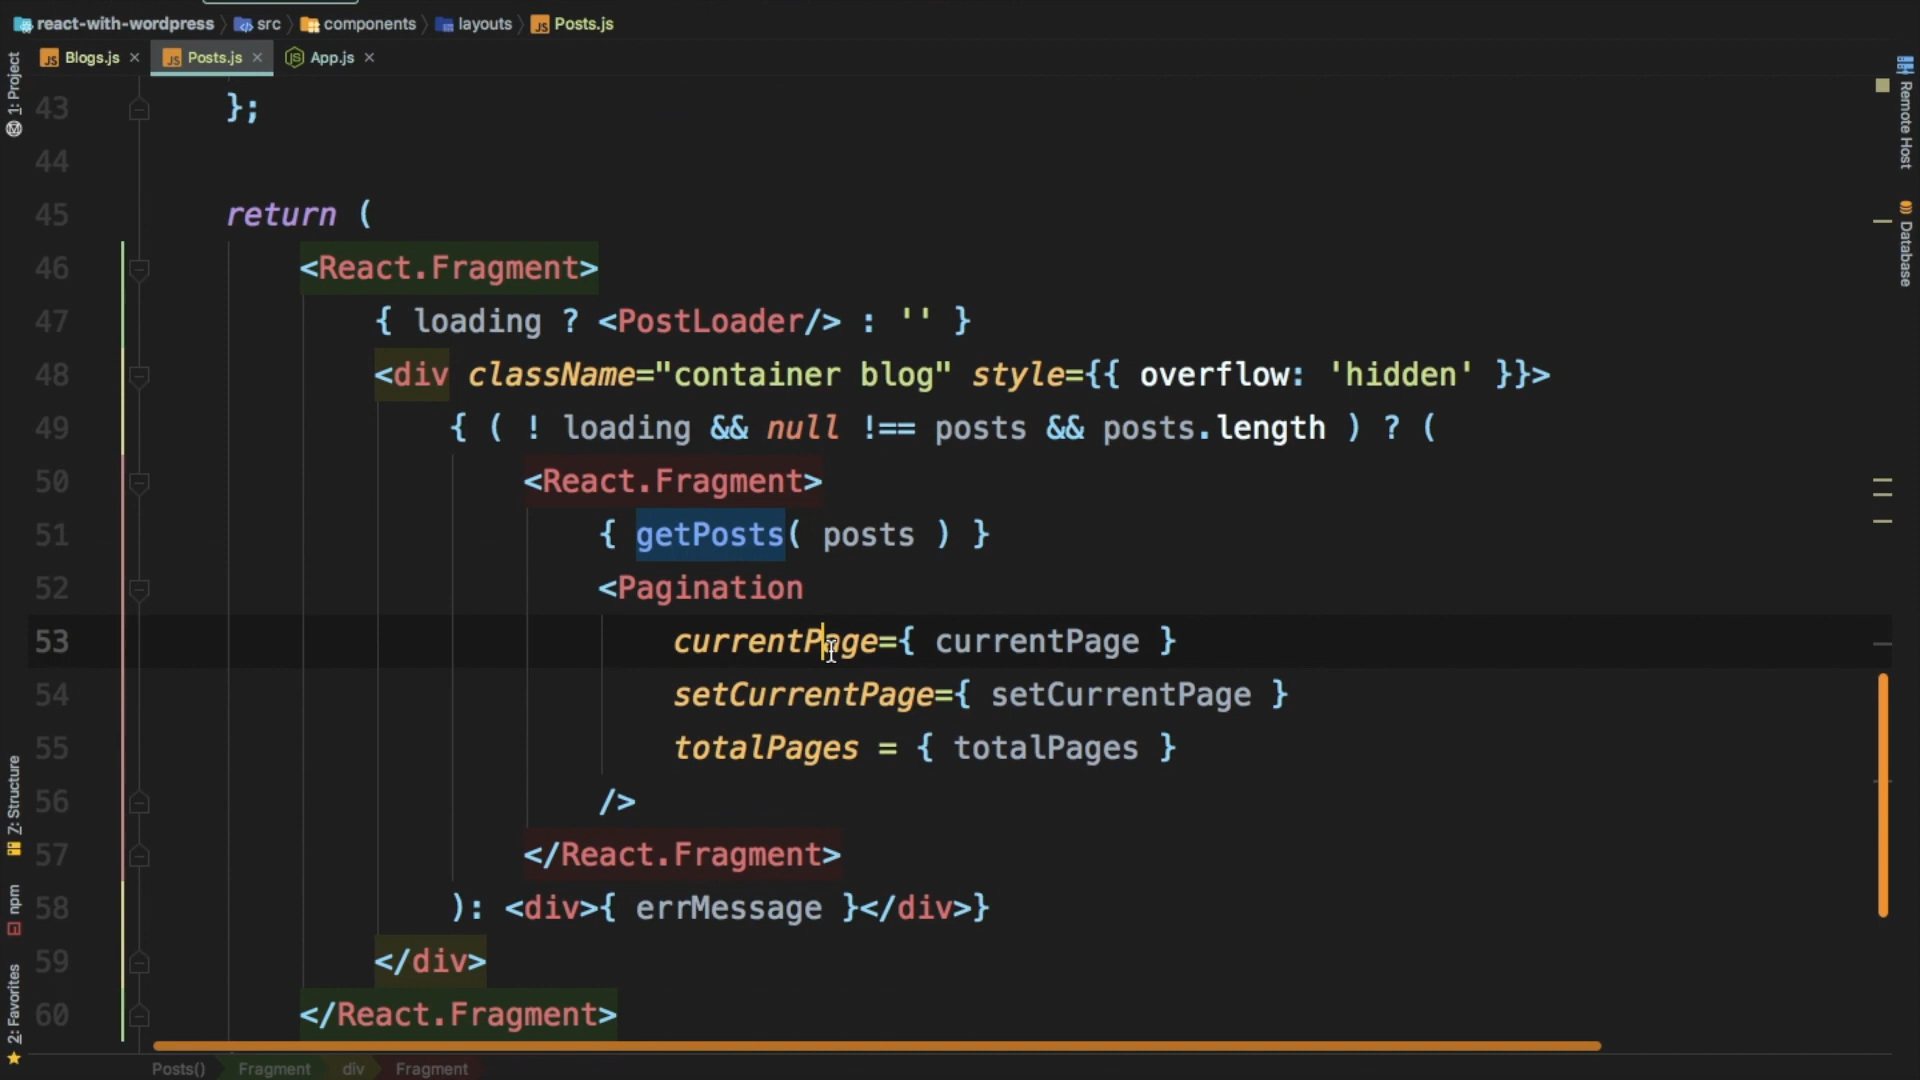 react-with-wordpress src components layouts Posts.js
Blogs.js Posts.js App.js
1: Project
Remote Host
Database
7: Structure
npm
2: Favorites
43 };
44
45 return (
46 <React.Fragment>
47 { loading ? <PostLoader/> : '' }
48 <div className="container blog" style={{ overflow: 'hidden' }}>
49 { ( ! loading && null !== posts && posts.length ) ? (
50 <React.Fragment>
51 { getPosts( posts ) }
52 <Pagination
53 currentPage={ currentPage }
54 setCurrentPage={ setCurrentPage }
55 totalPages = { totalPages }
56 />
57 </React.Fragment>
58 ): <div>{ errMessage }</div>}
59 </div>
60 </React.Fragment>
Posts() Fragment div Fragment